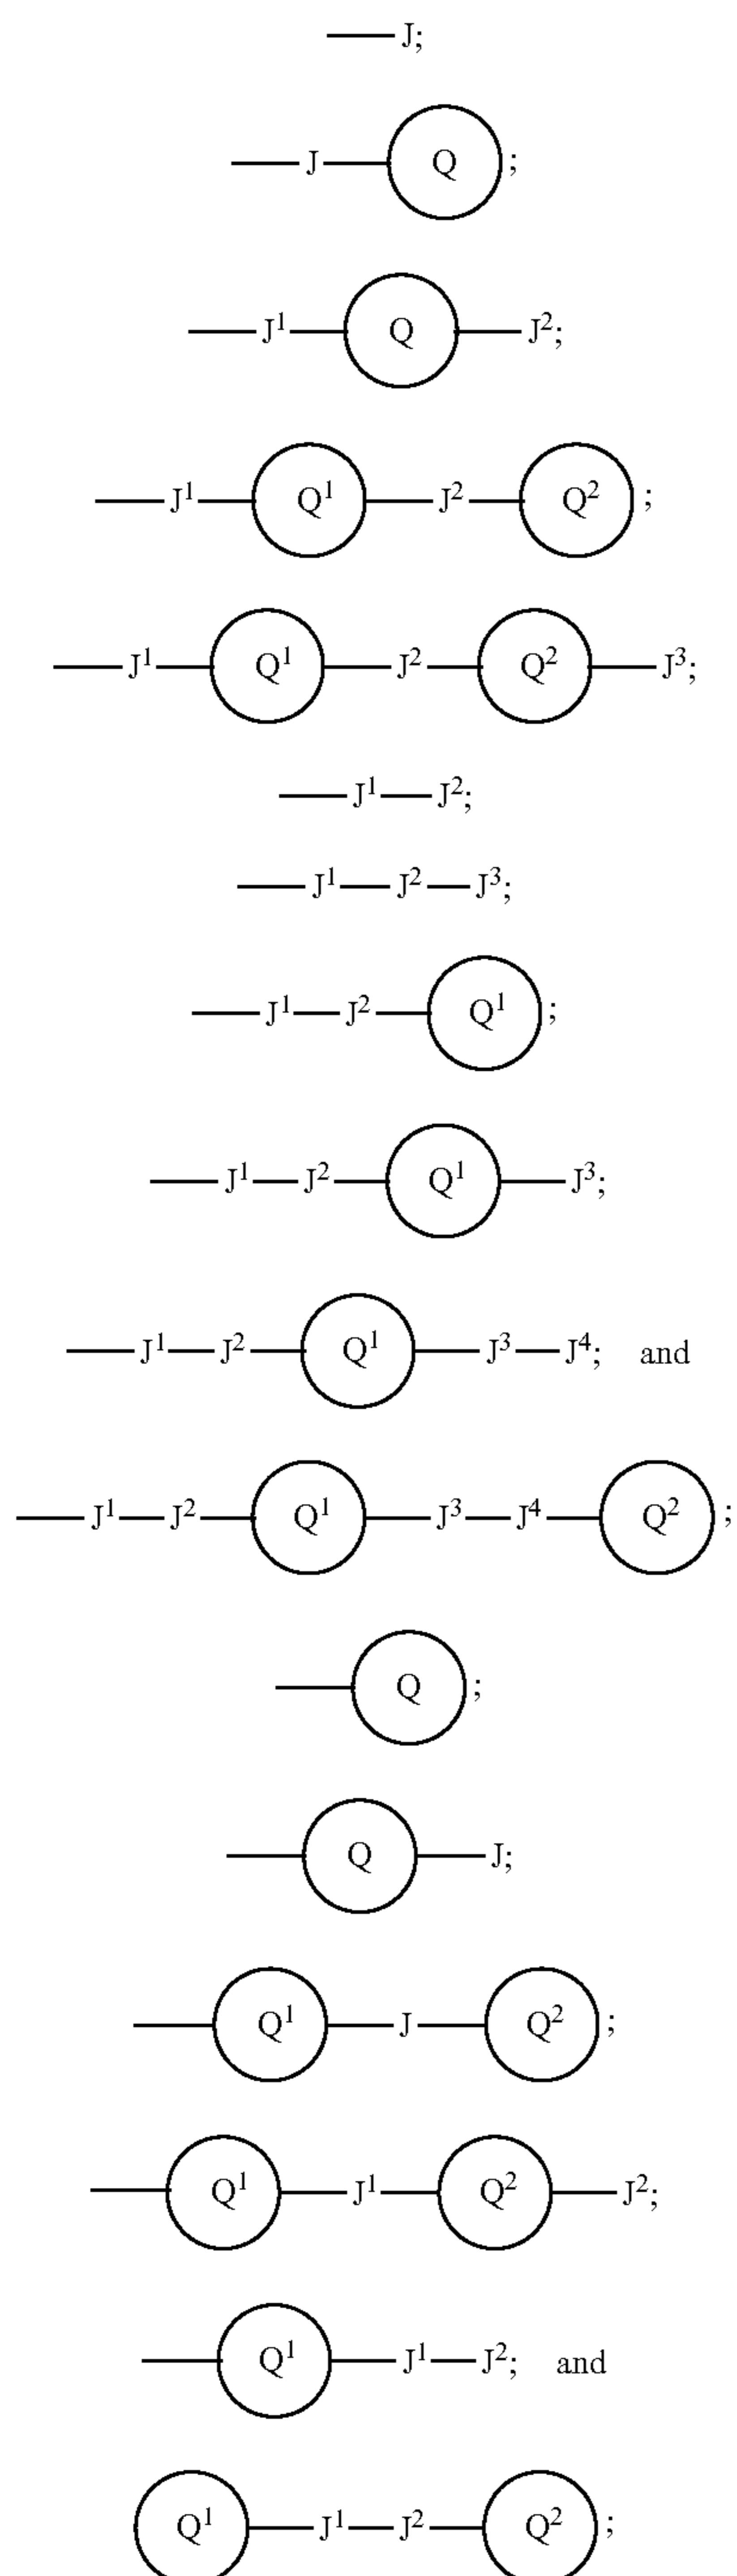 J;
J Q ;
J¹ Q J²;
J¹ Q¹ J² Q² ;
J¹ Q¹ J² Q² J³;
J¹ J²;
J¹ J² J³;
J¹ J² Q¹ ;
J¹ J² Q¹ J³;
J¹ J² Q¹ J³ J⁴; and
J¹ J² Q¹ J³ J⁴ Q² ;
Q ;
Q J;
Q¹ J Q² ;
Q¹ J¹ Q² J²;
Q¹ J¹ J²; and
Q¹ J¹ J² Q² ;